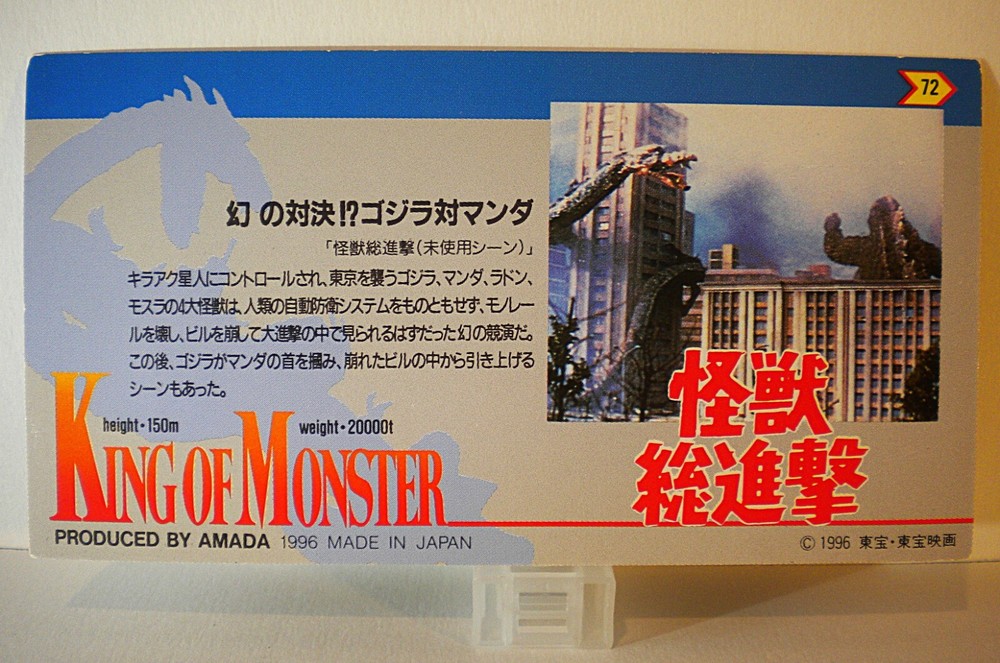 72
幻の対決!?ゴジラ対マンダ
「怪獣総進撃(未使用シーン)」
キラアク星人にコントロールされ、東京を襲うゴジラ、マンダ、ラドン、
モスラの4大怪獣は、人類の自動防衛システムをものともせず、モノレー
ルを壊し、ビルを崩して大進撃の中で見られるはずだった幻の競演だ。
この後、ゴジラがマンダの首を掴み、崩れたビルの中から引き上げる
シーンもあった。
height・150m
weight・20000t
KING OF MONSTER
怪獣
総進撃
PRODUCED BY AMADA 1996 MADE IN JAPAN
© 1996 東宝・東宝映画